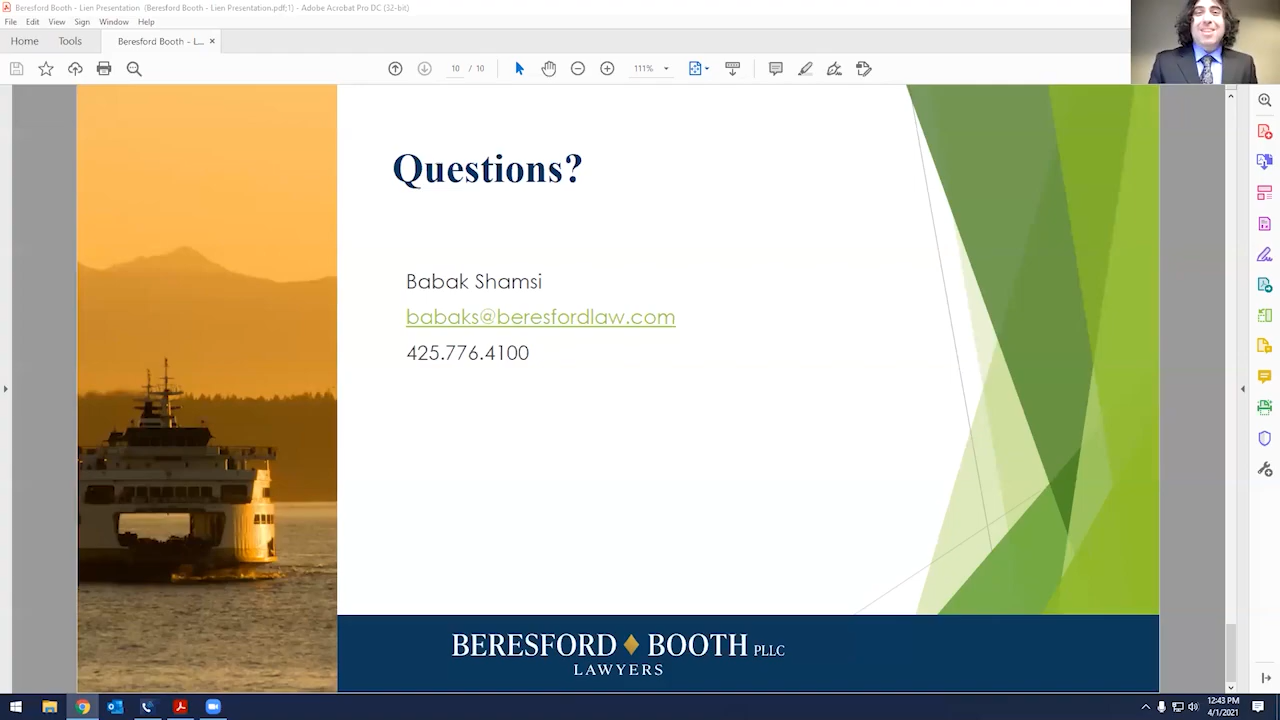 Beresford Booth - Lien Presentation (Beresford Booth - Lien Presentation.pdf;1) - Adobe Acrobat Pro DC (32-bit)
File Edit View Sign Window Help
Home Tools Beresford Booth - L... ×
10 / 10 111%
Questions?
Babak Shamsi
babaks@beresfordlaw.com
425.776.4100
BERESFORD BOOTH PLLC
LAWYERS
12:43 PM
4/1/2021